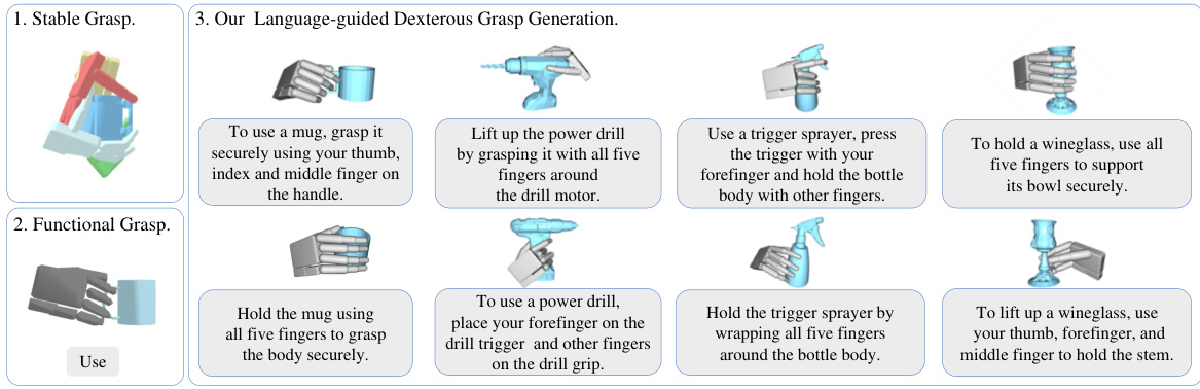 1. Stable Grasp.
2. Functional Grasp.
Use
3. Our Language-guided Dexterous Grasp Generation.
To use a mug, grasp it
securely using your thumb,
index and middle finger on
the handle.
Lift up the power drill
by grasping it with all five
fingers around
the drill motor.
Use a trigger sprayer, press
the trigger with your
forefinger and hold the bottle
body with other fingers.
To hold a wineglass, use all
five fingers to support
its bowl securely.
Hold the mug using
all five fingers to grasp
the body securely.
To use a power drill,
place your forefinger on the
drill trigger and other fingers
on the drill grip.
Hold the trigger sprayer by
wrapping all five fingers
around the bottle body.
To lift up a wineglass, use
your thumb, forefinger, and
middle finger to hold the stem.